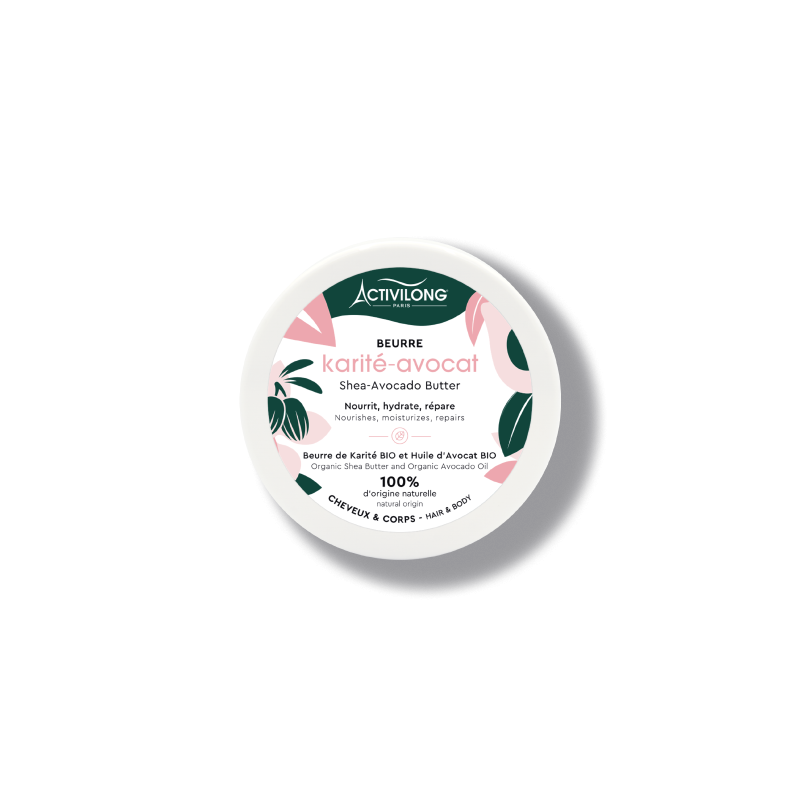 ACTIVILONG
PARIS
BEURRE
karité-avocat
Shea-Avocado Butter
Nourrit, hydrate, répare
Nourishes, moisturizes, repairs
Beurre de Karité BIO et Huile d'Avocat BIO
Organic Shea Butter and Organic Avocado Oil
100%
d'origine naturelle
natural origin
CHEVEUX & CORPS - HAIR & BODY